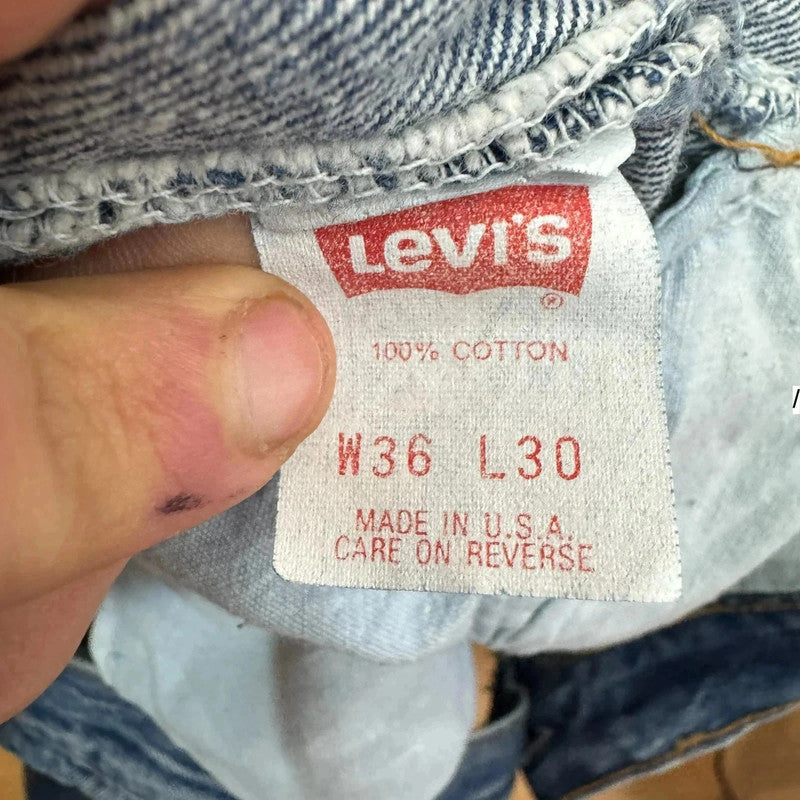 Levi's ®
100% COTTON
W36 L30
MADE IN U.S.A.
CARE ON REVERSE